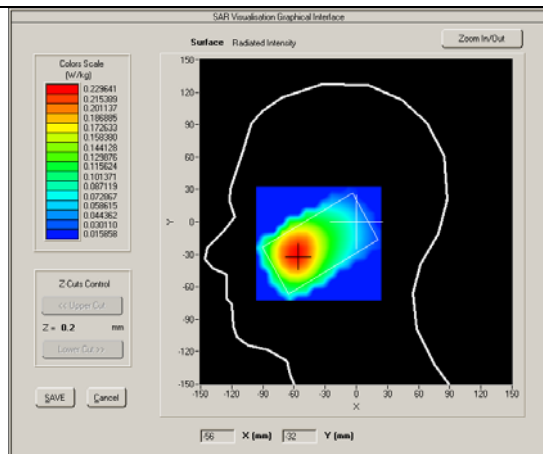 SAR Visualisation Graphical Interface
Surface Radiated Intensity
Zoom In/Out
Colors Scale
(W/kg)
0.229641
0.215389
0.201137
0.186885
0.172633
0.158380
0.144128
0.129876
0.115624
0.101371
0.087119
0.072867
0.058615
0.044362
0.030110
0.015858
Z-Cuts Control
<< Upper Cut
Z = 0.2 mm
Lower Cut >>
SAVE Cancel
150
120
90
60
30
0
-30
-60
-90
-120
-150
Y
-150 -120 -90 -60 -30 0 30 60 90 120 150
X
-56 X (mm) -32 Y (mm)